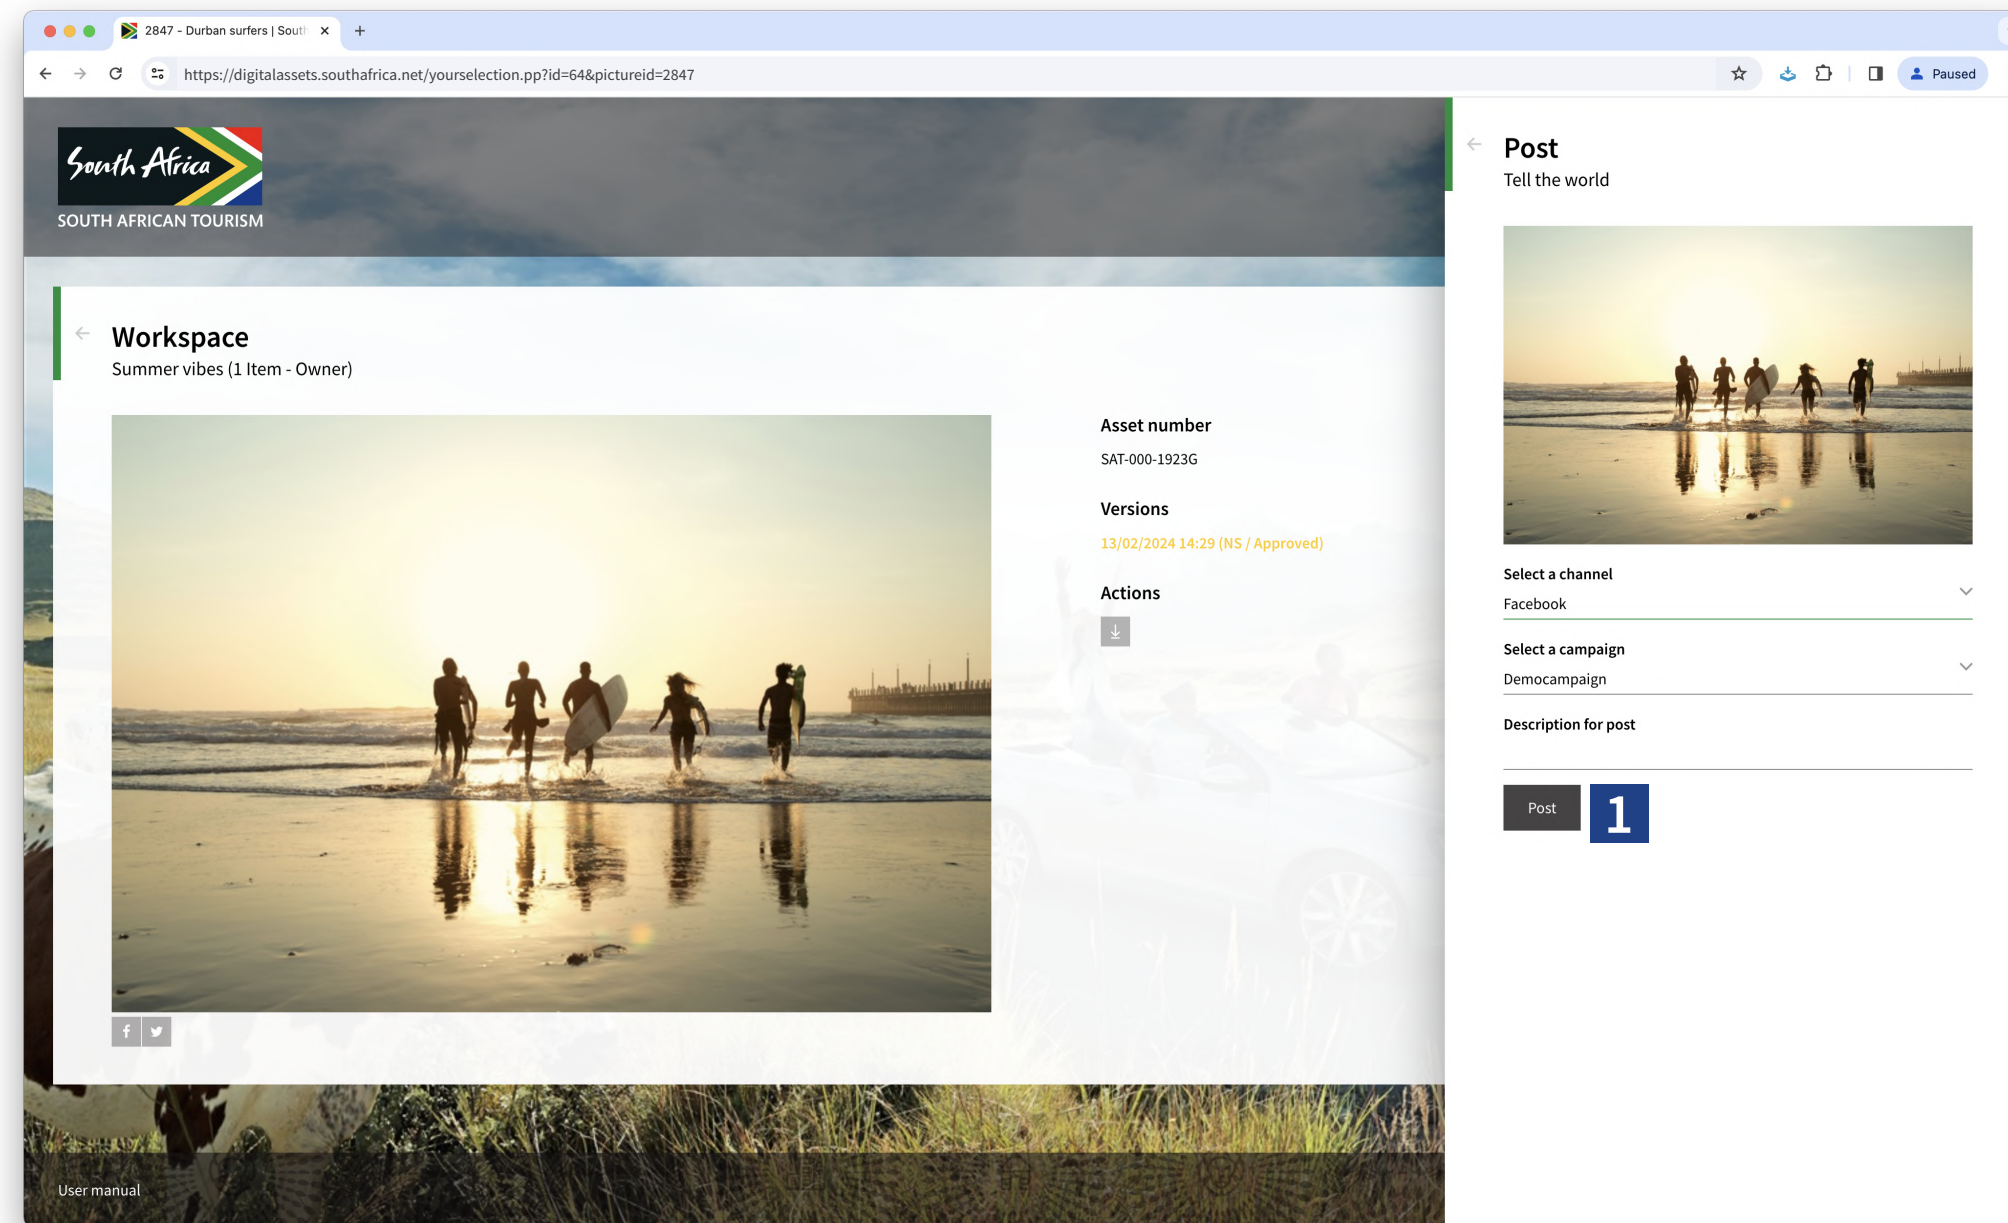 2847 - Durban surfers | South
https://digitalassets.southafrica.net/yourselection.pp?id=64&pictureid=2847
Paused
South Africa
SOUTH AFRICAN TOURISM
Workspace
Summer vibes (1 Item - Owner)
Asset number
SAT-000-1923G
Versions
13/02/2024 14:29 (NS / Approved)
Actions
User manual
Post
Tell the world
Select a channel
Facebook
Select a campaign
Democampaign
Description for post
Post
1